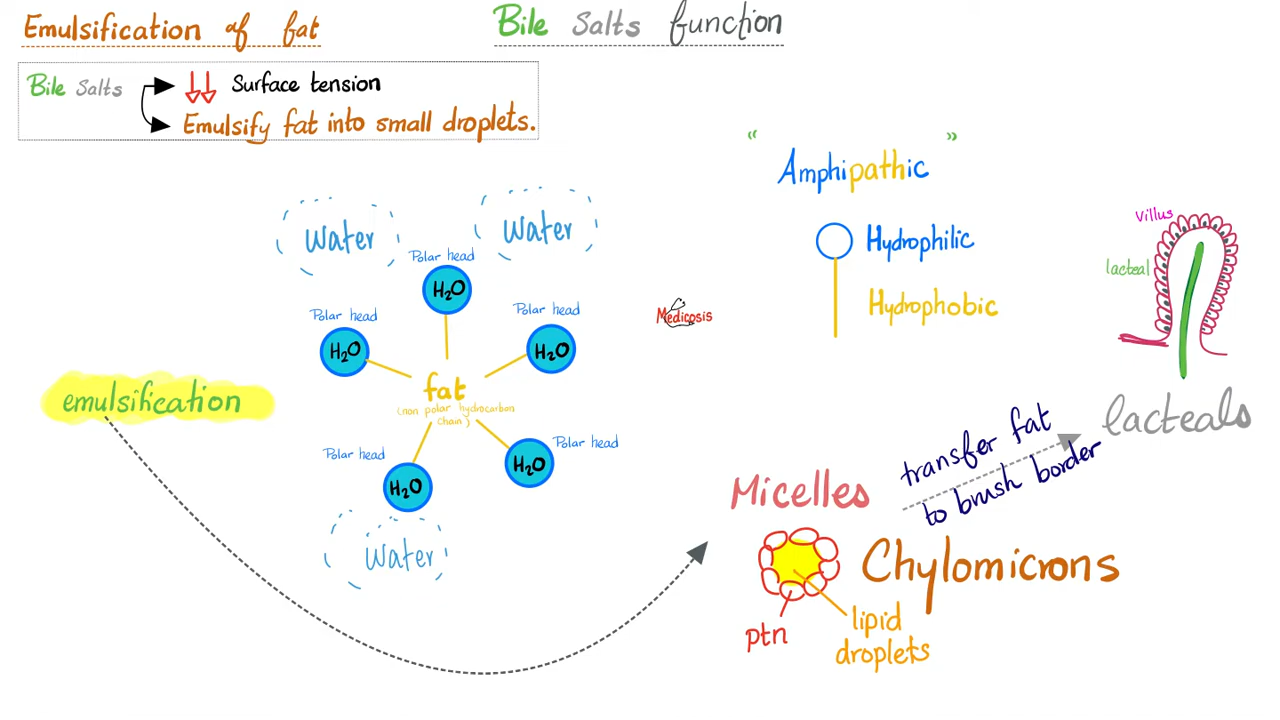 Emulsification of fat
Bile Salts function
Bile Salts
Surface tension
Emulsify fat into small droplets.
“ ”
Amphipathic
Hydrophilic
Hydrophobic
Villus
lacteal
lacteals
Water
Water
Polar head
H₂O
Polar head
H₂O
Polar head
H₂O
fat
(non polar hydrocarbon
chain)
Polar head
H₂O
Polar head
H₂O
Water
Medicosis
emulsification
Micelles
transfer fat
to brush border
Chylomicrons
ptn
lipid
droplets